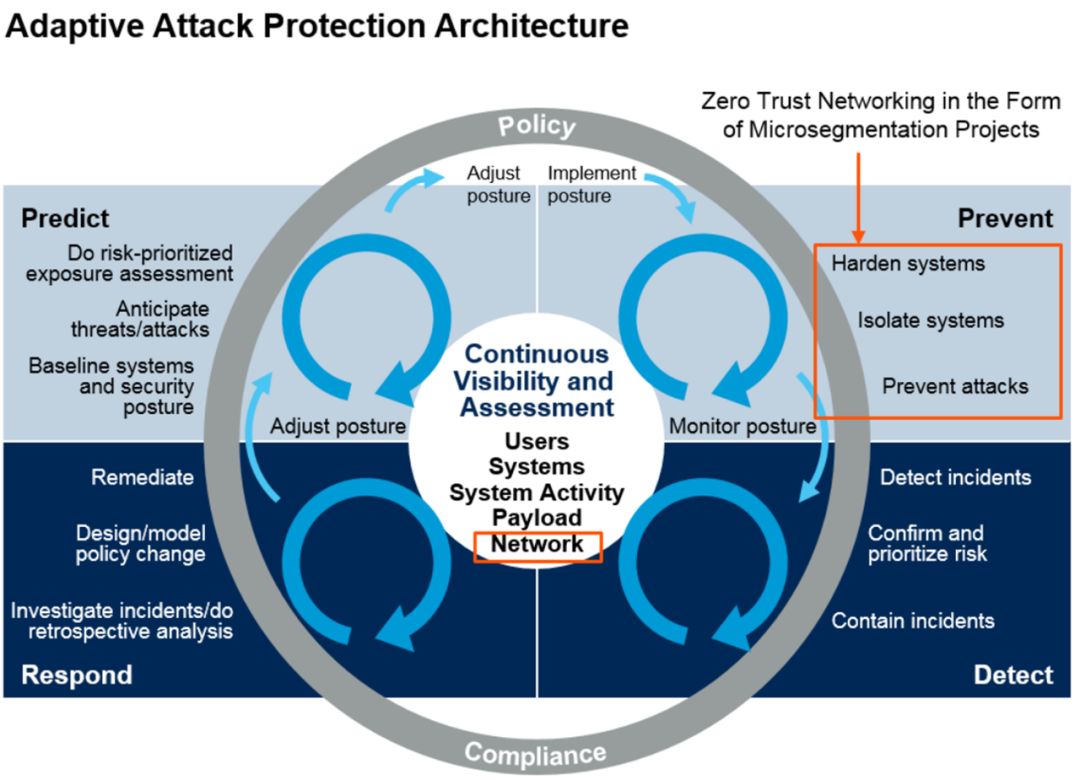 Adaptive Attack Protection Architecture
Zero Trust Networking in the Form
of Microsegmentation Projects
Policy
Adjust
posture
Implement
posture
Predict
Do risk-prioritized
exposure assessment
Anticipate
threats/attacks
Baseline systems
and security
posture
Prevent
Harden systems
Isolate systems
Prevent attacks
Continuous
Visibility and
Assessment
Users
Systems
System Activity
Payload
Network
Adjust posture
Monitor posture
Remediate
Design/model
policy change
Investigate incidents/do
retrospective analysis
Respond
Detect incidents
Confirm and
prioritize risk
Contain incidents
Detect
Compliance